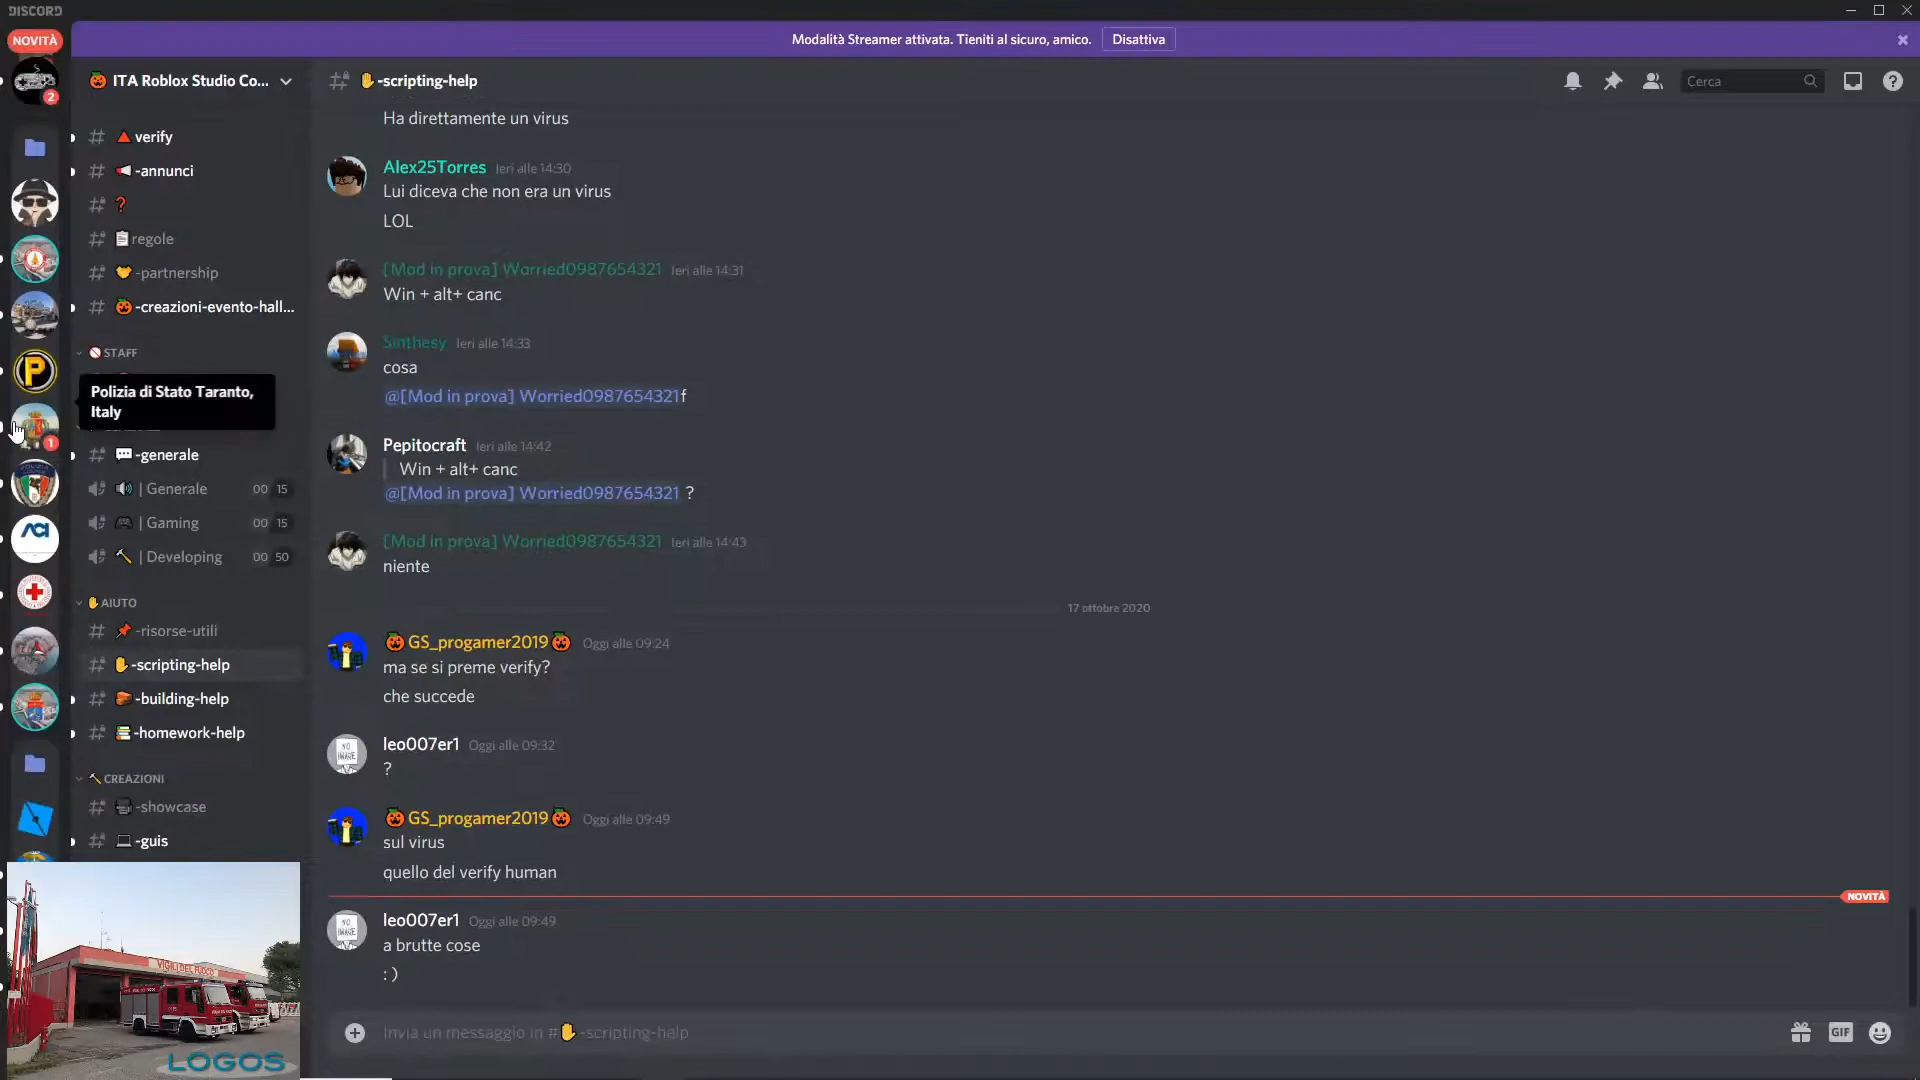 DISCORD
Modalità Streamer attivata. Tieniti al sicuro, amico. Disattiva
NOVITÀ
2
ITA Roblox Studio Co...
verify
-annunci
regole
-partnership
-creazioni-evento-hall...
STAFF
Polizia di Stato Taranto,
Italy
1
-generale
| Generale 00 15
| Gaming 00 15
| Developing 00 50
AIUTO
-risorse-utili
-scripting-help
-building-help
-homework-help
CREAZIONI
-showcase
-guis
P
ACI
VIGILI DEL FUOCO
LOGOS
-scripting-help
Cerca
Ha direttamente un virus
Alex25Torres Ieri alle 14:30
Lui diceva che non era un virus
LOL
[Mod in prova] Worried0987654321 Ieri alle 14:31
Win + alt+ canc
Sinthesy Ieri alle 14:33
cosa
@[Mod in prova] Worried0987654321f
Pepitocraft Ieri alle 14:42
Win + alt+ canc
@[Mod in prova] Worried0987654321 ?
[Mod in prova] Worried0987654321 Ieri alle 14:43
niente
17 ottobre 2020
GS_progamer2019 Oggi alle 09:24
ma se si preme verify?
che succede
NO IMAGE
leo007er1 Oggi alle 09:32
?
GS_progamer2019 Oggi alle 09:49
sul virus
quello del verify human
NOVITÀ
NO IMAGE
leo007er1 Oggi alle 09:49
a brutte cose
: )
Invia un messaggio in #✋-scripting-help
GIF